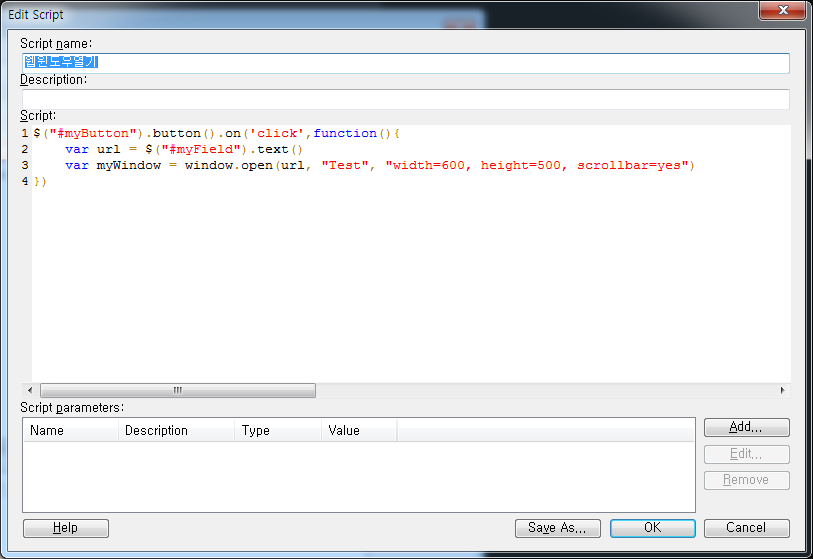 Edit Script
Script name:
웹윈도우열기
Description:
Script:
1 $("#myButton").button().on('click',function(){
2 var url = $("#myField").text()
3 var myWindow = window.open(url, "Test", "width=600, height=500, scrollbar=yes")
4 })
Script parameters:
Name Description Type Value
Add...
Edit...
Remove
Help Save As... OK Cancel